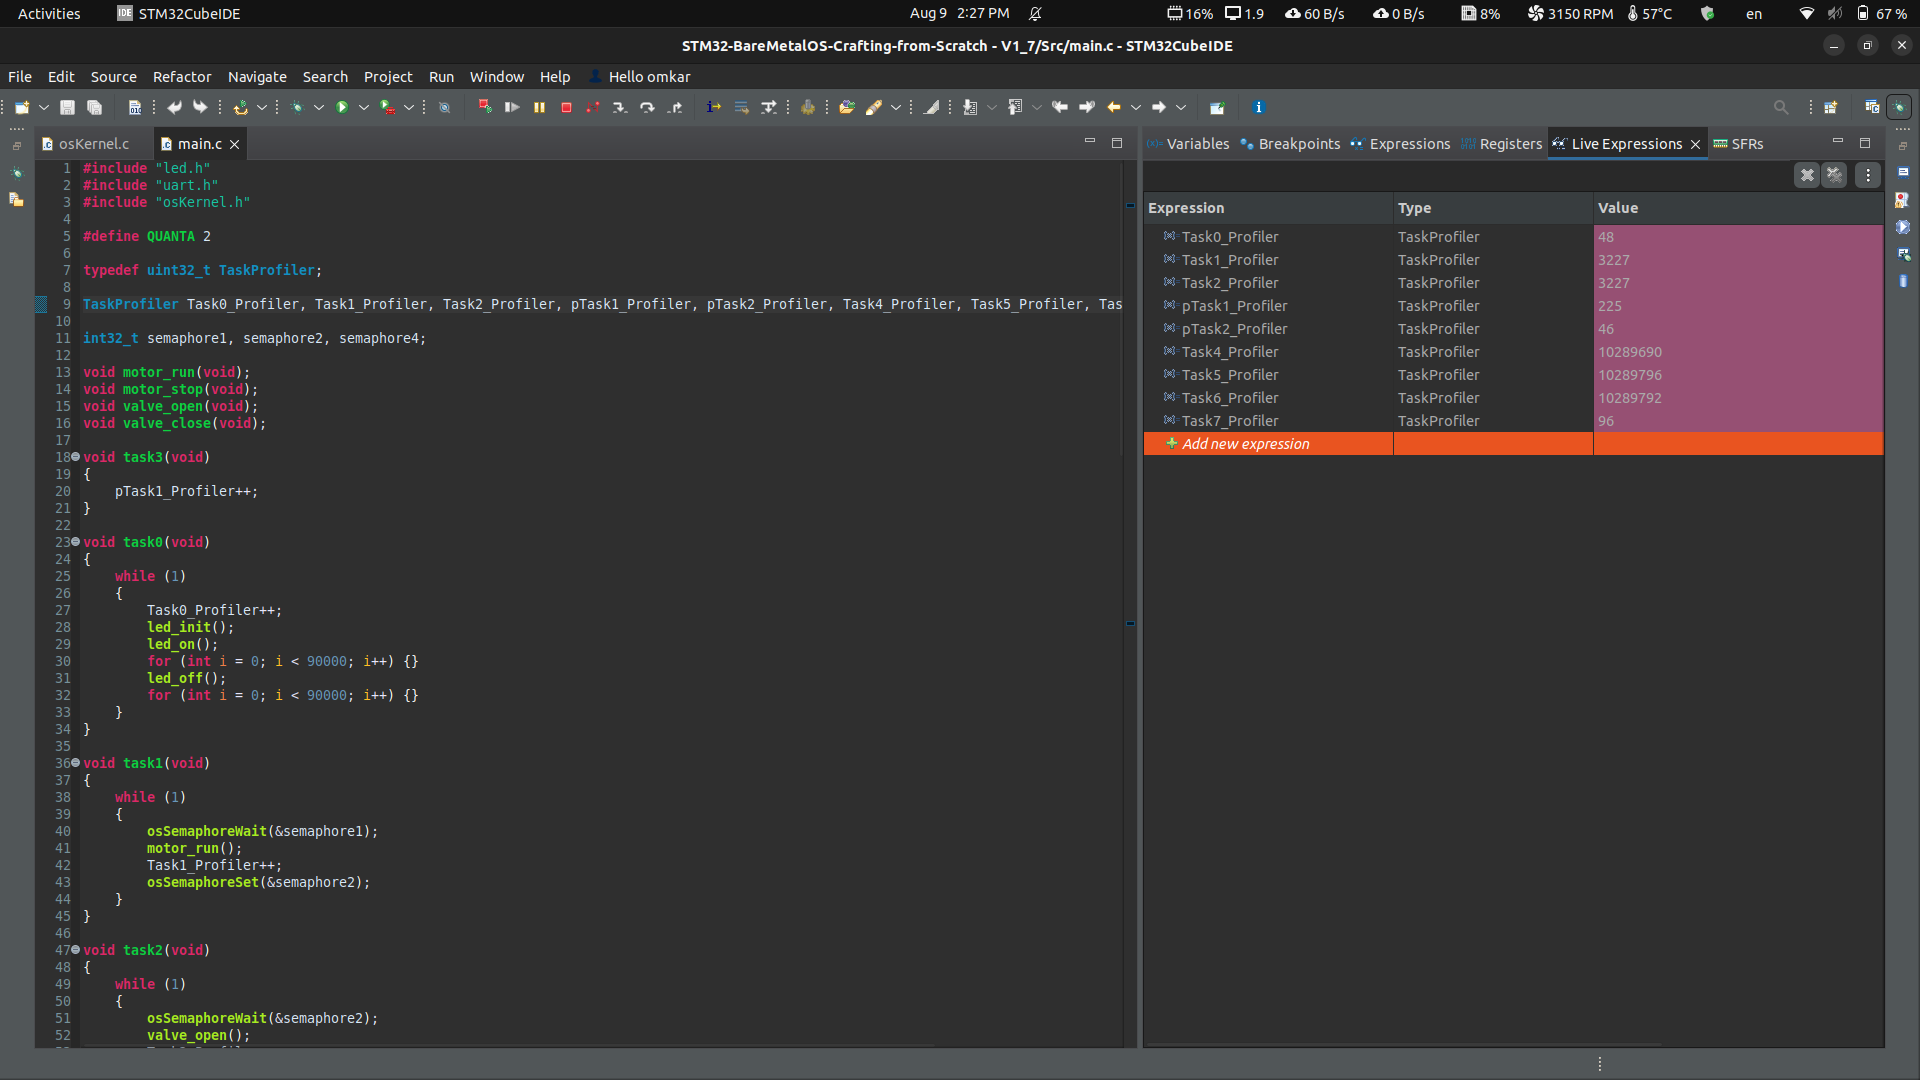 Activities STM32CubeIDE Aug 9 2:27 PM 16% 1.9 60 B/s 0 B/s 8% 3150 RPM 57°C en 67 %
STM32-BareMetalOS-Crafting-from-Scratch - V1_7/Src/main.c - STM32CubeIDE
File Edit Source Refactor Navigate Search Project Run Window Help Hello omkar
osKernel.c main.c
1 #include "led.h"
2 #include "uart.h"
3 #include "osKernel.h"
4
5 #define QUANTA 2
6
7 typedef uint32_t TaskProfiler;
8
9 TaskProfiler Task0_Profiler, Task1_Profiler, Task2_Profiler, pTask1_Profiler, pTask2_Profiler, Task4_Profiler, Task5_Profiler, Tas
10
11 int32_t semaphore1, semaphore2, semaphore4;
12
13 void motor_run(void);
14 void motor_stop(void);
15 void valve_open(void);
16 void valve_close(void);
17
18 void task3(void)
19 {
20 pTask1_Profiler++;
21 }
22
23 void task0(void)
24 {
25 while (1)
26 {
27 Task0_Profiler++;
28 led_init();
29 led_on();
30 for (int i = 0; i < 90000; i++) {}
31 led_off();
32 for (int i = 0; i < 90000; i++) {}
33 }
34 }
35
36 void task1(void)
37 {
38 while (1)
39 {
40 osSemaphoreWait(&semaphore1);
41 motor_run();
42 Task1_Profiler++;
43 osSemaphoreSet(&semaphore2);
44 }
45 }
46
47 void task2(void)
48 {
49 while (1)
50 {
51 osSemaphoreWait(&semaphore2);
52 valve_open();
Variables Breakpoints Expressions Registers Live Expressions SFRs
Expression Type Value
Task0_Profiler TaskProfiler 48
Task1_Profiler TaskProfiler 3227
Task2_Profiler TaskProfiler 3227
pTask1_Profiler TaskProfiler 225
pTask2_Profiler TaskProfiler 46
Task4_Profiler TaskProfiler 10289690
Task5_Profiler TaskProfiler 10289796
Task6_Profiler TaskProfiler 10289792
Task7_Profiler TaskProfiler 96
Add new expression